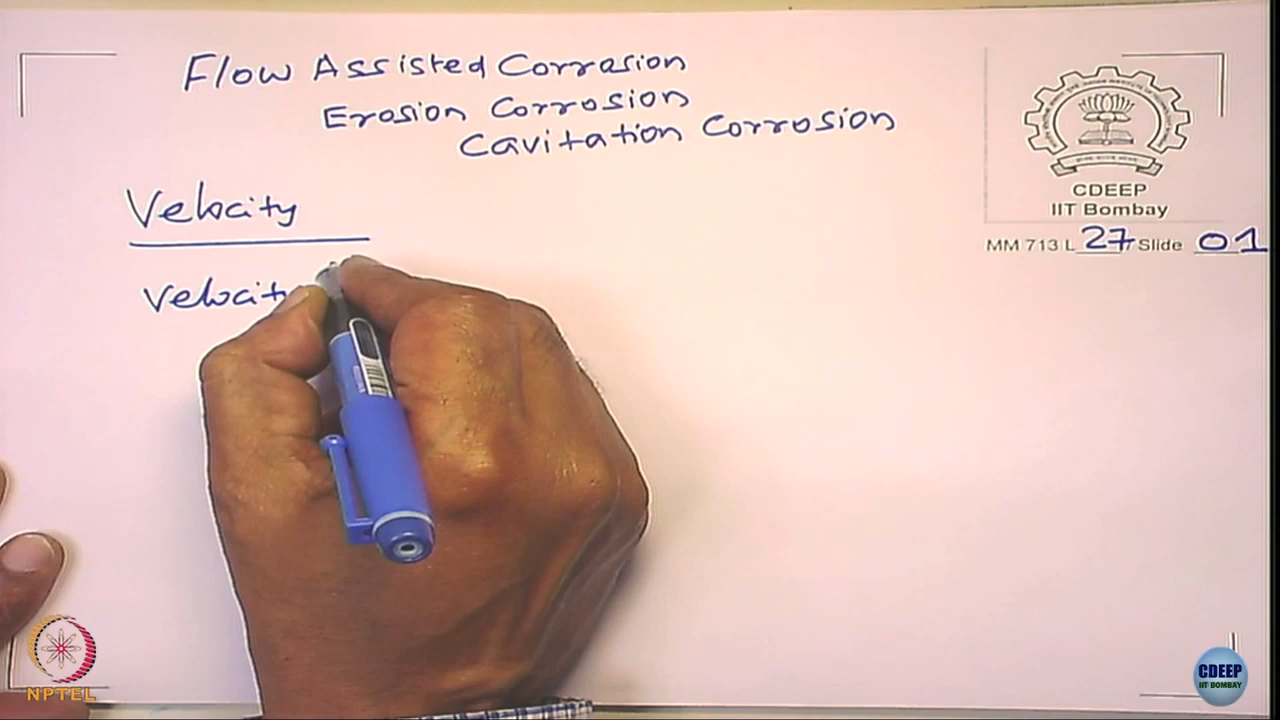 Flow Assisted Corrosion
Erosion Corrosion
Cavitation Corrosion
Velocity
Velocity
CDEEP
IIT Bombay
MM 713 L 27 Slide 01
NPTEL
CDEEP
IIT BOMBAY